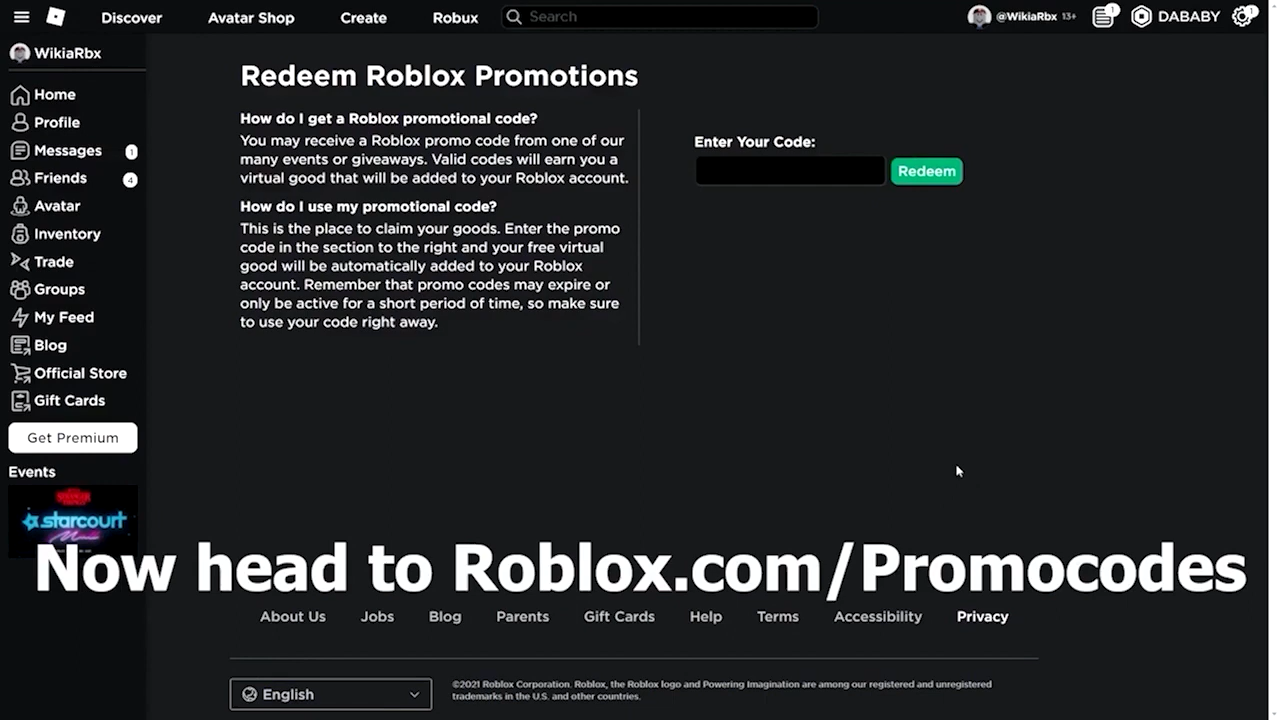 Discover
Avatar Shop
Create
Robux
Search
@WikiaRbx 13+
1
DABABY
1
WikiaRbx
Home
Profile
Messages 1
Friends 4
Avatar
Inventory
Trade
Groups
My Feed
Blog
Official Store
Gift Cards
Get Premium
Events
starcourt
Redeem Roblox Promotions
How do I get a Roblox promotional code?
You may receive a Roblox promo code from one of our
many events or giveaways. Valid codes will earn you a
virtual good that will be added to your Roblox account.
How do I use my promotional code?
This is the place to claim your goods. Enter the promo
code in the section to the right and your free virtual
good will be automatically added to your Roblox
account. Remember that promo codes may expire or
only be active for a short period of time, so make sure
to use your code right away.
Enter Your Code:
Redeem
Now head to Roblox.com/Promocodes
About Us
Jobs
Blog
Parents
Gift Cards
Help
Terms
Accessibility
Privacy
English
©2021 Roblox Corporation. Roblox, the Roblox logo and Powering Imagination are among our registered and unregistered
trademarks in the U.S. and other countries.